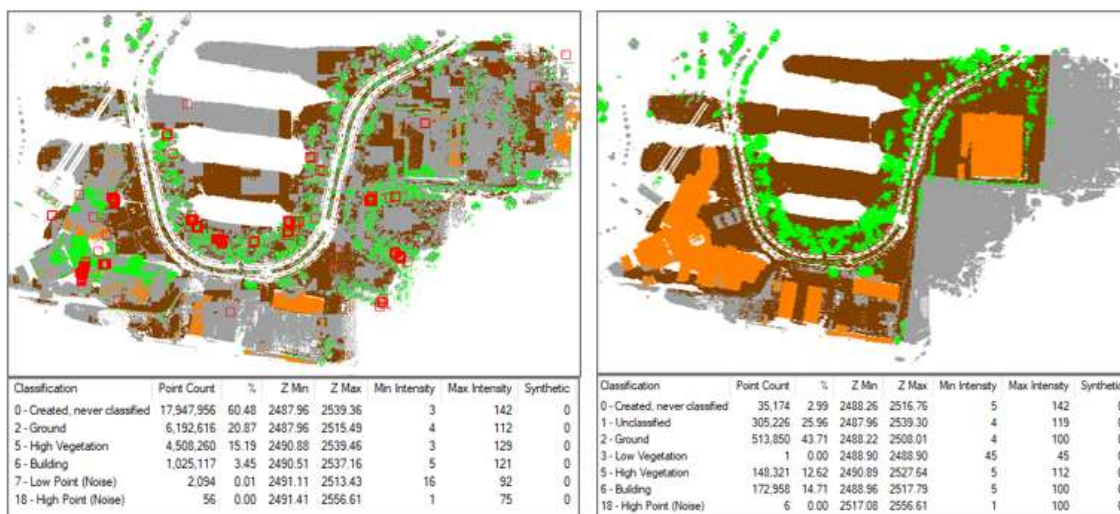 Classification Point Count % Z Min Z Max Min Intensity Max Intensity Synthetic
0 - Created, never classified 17,947,956 60.48 2487.96 2539.36 3 142 0
2 - Ground 6,192,616 20.87 2487.96 2515.49 4 112 0
5 - High Vegetation 4,508,260 15.19 2490.88 2539.46 3 129 0
6 - Building 1,025,117 3.45 2490.51 2537.16 5 121 0
7 - Low Point (Noise) 2,094 0.01 2491.11 2513.43 16 92 0
18 - High Point (Noise) 56 0.00 2491.41 2556.61 1 75 0
Classification Point Count % Z Min Z Max Min Intensity Max Intensity Synthetic
0 - Created, never classified 35,174 2.99 2488.26 2516.76 5 142
1 - Unclassified 305,226 25.96 2487.96 2539.30 4 119
2 - Ground 513,850 43.71 2488.22 2508.01 4 100
3 - Low Vegetation 1 0.00 2488.90 2488.90 45 45
5 - High Vegetation 148,321 12.62 2490.89 2527.64 5 112
6 - Building 172,958 14.71 2488.96 2517.79 5 100
18 - High Point (Noise) 6 0.00 2517.08 2556.61 1 100